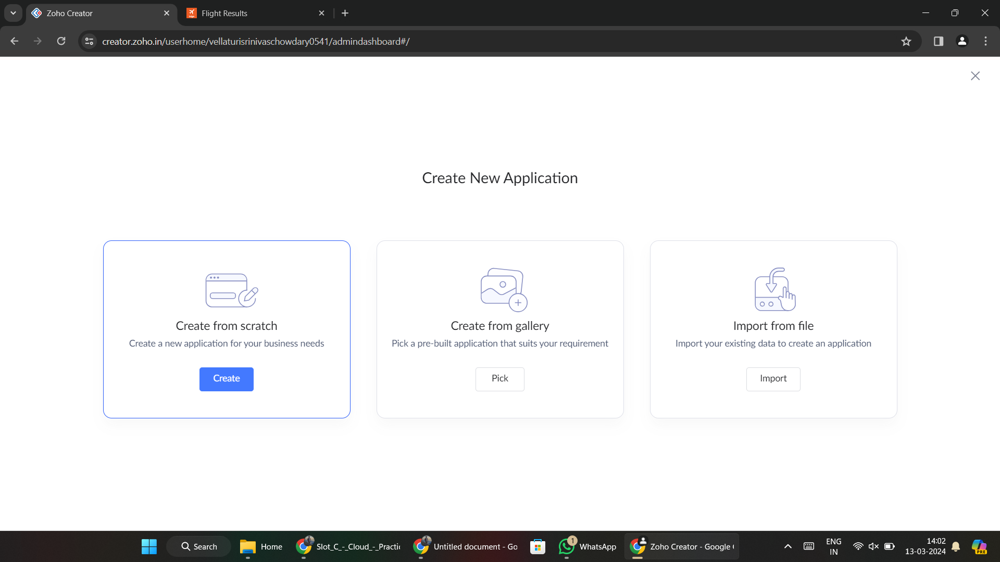 Zoho Creator
Flight Results
creator.zoho.in/userhome/vellaturisrinivaschowdary0541/admindashboard#/
Create New Application
Create from scratch
Create a new application for your business needs
Create
Create from gallery
Pick a pre-built application that suits your requirement
Pick
Import from file
Import your existing data to create an application
Import
Search
Home
Slot_C_-_Cloud_-_Practic
Untitled document - Go
1
WhatsApp
Zoho Creator - Google
ENG
IN
14:02
13-03-2024
PRE